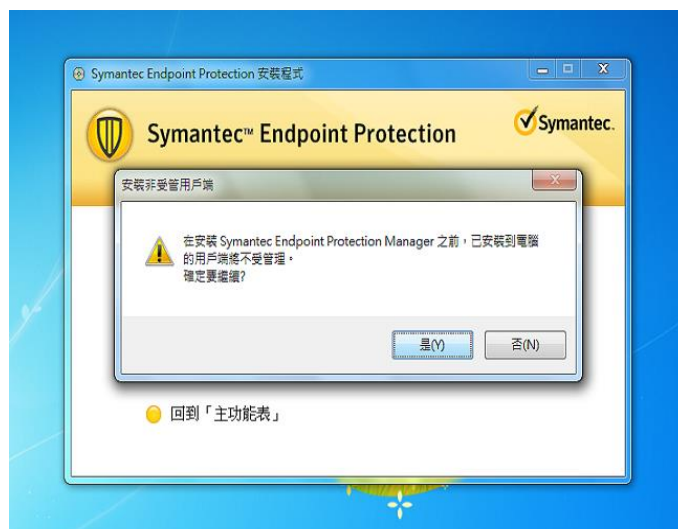 Symantec Endpoint Protection 安裝程式
Symantec™ Endpoint Protection
Symantec.
安裝非受管用戶端
在安裝 Symantec Endpoint Protection Manager 之前，已安裝到電腦
的用戶端將不受管理。
確定要繼續?
是(Y)
否(N)
回到「主功能表」